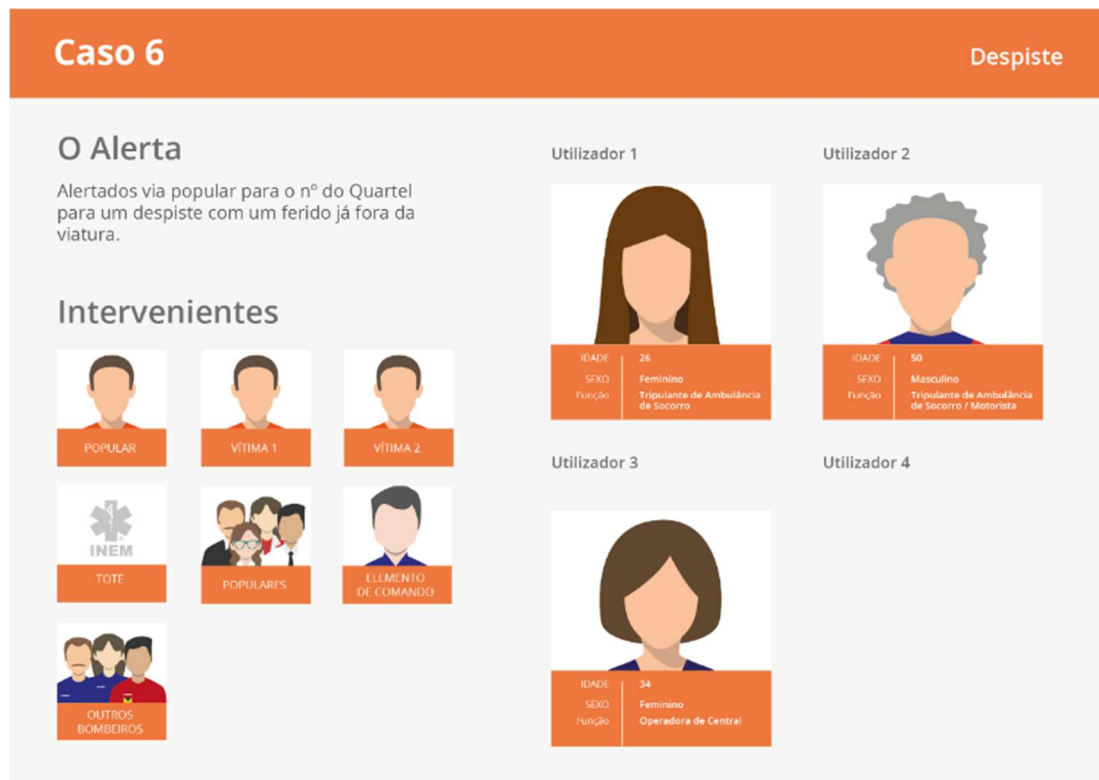 Caso 6
Despiste
O Alerta
Alertados via popular para o nº do Quartel
para um despiste com um ferido já fora da
viatura.
Intervenientes
POPULAR
VÍTIMA 1
VÍTIMA 2
INEM
TOTE
POPULARES
ELEMENTO
DE COMANDO
OUTROS
BOMBEIROS
Utilizador 1
IDADE 26
SEXO Feminino
Função Tripulante de Ambulância
de Socorro
Utilizador 2
IDADE 50
SEXO Masculino
Função Tripulante de Ambulância
de Socorro / Motorista
Utilizador 3
IDADE 34
SEXO Feminino
Função Operadora de Central
Utilizador 4